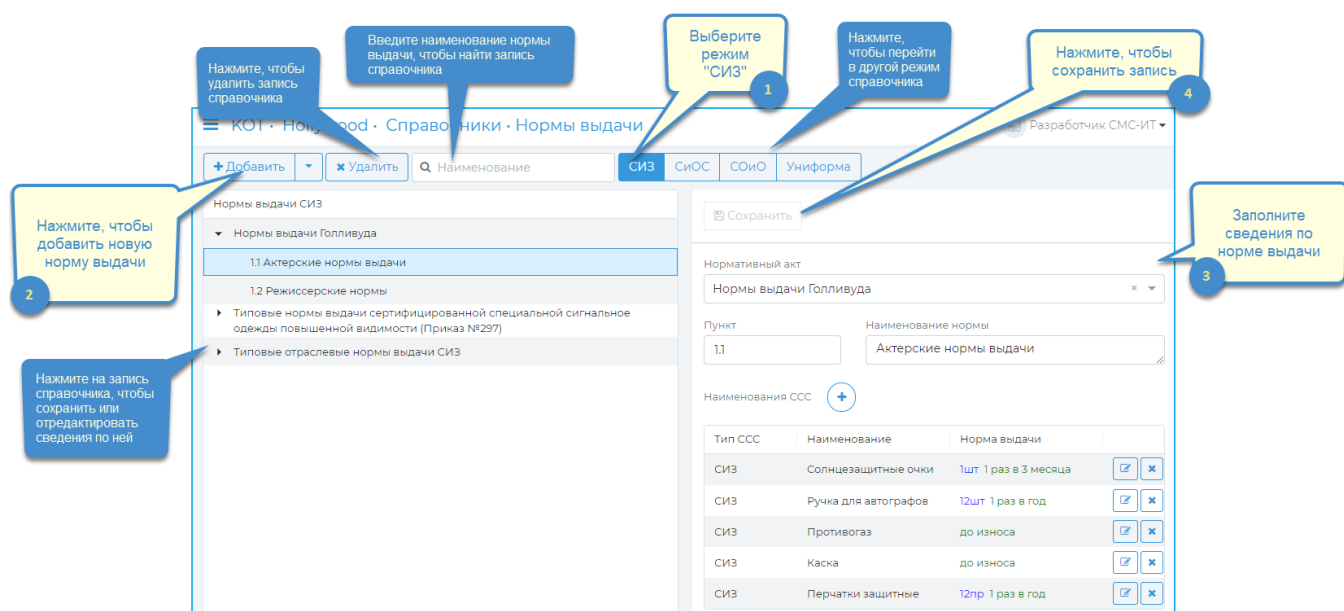 Введите наименование нормы
выдачи, чтобы найти запись
справочника
Выберите
режим
"СИЗ"
1
Нажмите,
чтобы перейти
в другой режим
справочника
Нажмите, чтобы
сохранить запись
4
Нажмите, чтобы
удалить запись
справочника
КОТ · Hollywood · Справочники · Нормы выдачи
Разработчик СМС-ИТ
Добавить
Удалить
Наименование
СИЗ
СиОС
СОиО
Униформа
Нажмите, чтобы
добавить новую
норму выдачи
2
Заполните
сведения по
норме выдачи
3
Нормы выдачи СИЗ
Нормы выдачи Голливуда
1.1 Актерские нормы выдачи
1.2 Режиссерские нормы
Типовые нормы выдачи сертифицированной специальной сигнальное
одежды повышенной видимости (Приказ №297)
Типовые отраслевые нормы выдачи СИЗ
Нажмите на запись
справочника, чтобы
сохранить или
отредактировать
сведения по ней
Сохранить
Нормативный акт
Нормы выдачи Голливуда
Пункт
Наименование нормы
1.1
Актерские нормы выдачи
Наименования ССС
Тип ССС Наименование Норма выдачи
СИЗ Солнцезащитные очки 1шт 1 раз в 3 месяца
СИЗ Ручка для автографов 12шт 1 раз в год
СИЗ Противогаз до износа
СИЗ Каска до износа
СИЗ Перчатки защитные 12пр 1 раз в год